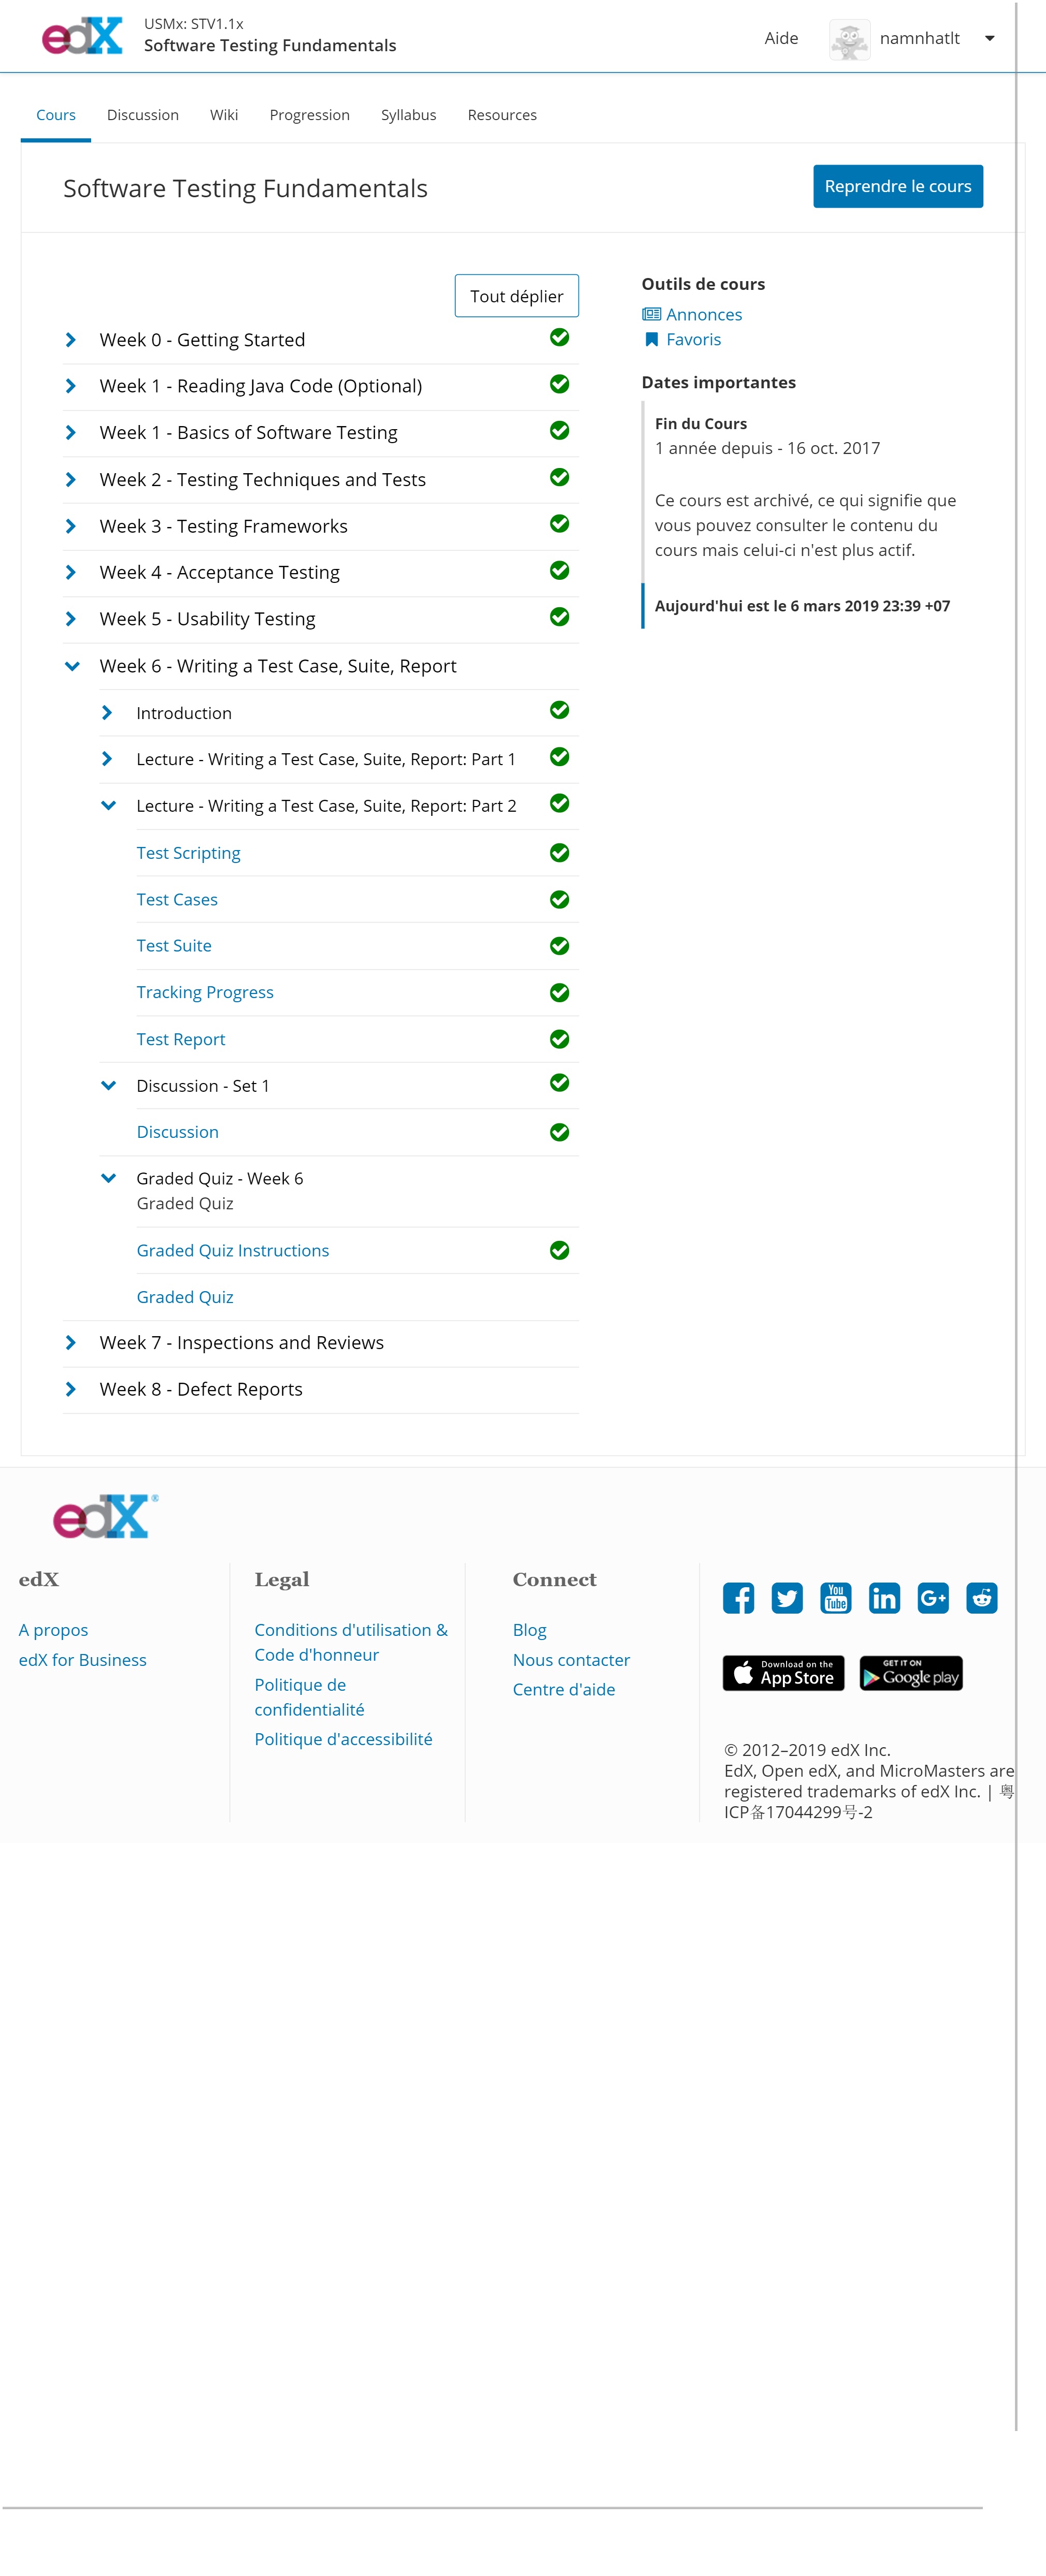 edX
USMx: STV1.1x
Software Testing Fundamentals
Aide
namnhatlt
Cours
Discussion
Wiki
Progression
Syllabus
Resources
Software Testing Fundamentals
Reprendre le cours
Tout déplier
Week 0 - Getting Started
Week 1 - Reading Java Code (Optional)
Week 1 - Basics of Software Testing
Week 2 - Testing Techniques and Tests
Week 3 - Testing Frameworks
Week 4 - Acceptance Testing
Week 5 - Usability Testing
Week 6 - Writing a Test Case, Suite, Report
Introduction
Lecture - Writing a Test Case, Suite, Report: Part 1
Lecture - Writing a Test Case, Suite, Report: Part 2
Test Scripting
Test Cases
Test Suite
Tracking Progress
Test Report
Discussion - Set 1
Discussion
Graded Quiz - Week 6
Graded Quiz
Graded Quiz Instructions
Graded Quiz
Week 7 - Inspections and Reviews
Week 8 - Defect Reports
Outils de cours
Annonces
Favoris
Dates importantes
Fin du Cours
1 année depuis - 16 oct. 2017
Ce cours est archivé, ce qui signifie que
vous pouvez consulter le contenu du
cours mais celui-ci n'est plus actif.
Aujourd'hui est le 6 mars 2019 23:39 +07
edX®
edX
A propos
edX for Business
Legal
Conditions d'utilisation &
Code d'honneur
Politique de
confidentialité
Politique d'accessibilité
Connect
Blog
Nous contacter
Centre d'aide
You
Tube
in
G+
Download on the
App Store
GET IT ON
Google play
© 2012–2019 edX Inc.
EdX, Open edX, and MicroMasters are
registered trademarks of edX Inc. | 粤
ICP备17044299号-2